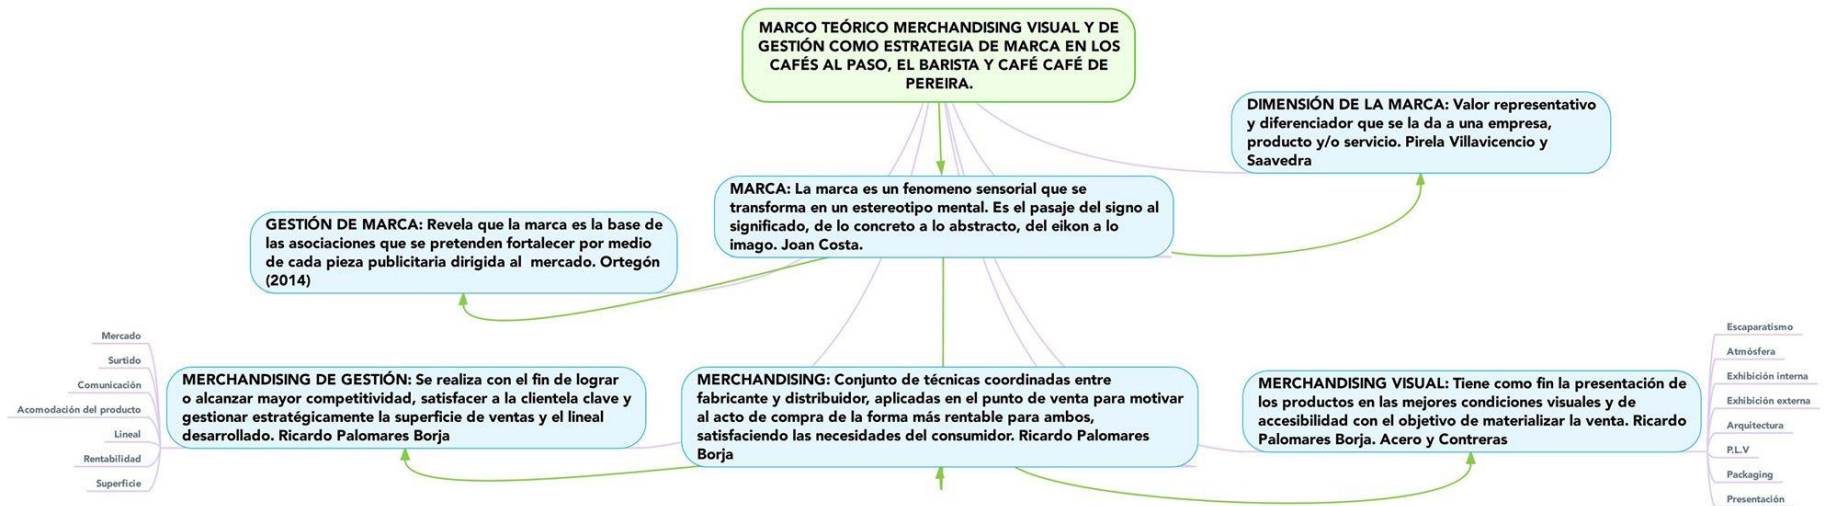 MARCO TEÓRICO MERCHANDISING VISUAL Y DE
GESTIÓN COMO ESTRATEGIA DE MARCA EN LOS
CAFÉS AL PASO, EL BARISTA Y CAFÉ CAFÉ DE
PEREIRA.
DIMENSIÓN DE LA MARCA: Valor representativo
y diferenciador que se la da a una empresa,
producto y/o servicio. Pirela Villavicencio y
Saavedra
MARCA: La marca es un fenomeno sensorial que se
transforma en un estereotipo mental. Es el pasaje del signo al
significado, de lo concreto a lo abstracto, del eikon a lo
imago. Joan Costa.
GESTIÓN DE MARCA: Revela que la marca es la base de
las asociaciones que se pretenden fortalecer por medio
de cada pieza publicitaria dirigida al  mercado. Ortegón
(2014)
Mercado
Surtido
Comunicación
Acomodación del producto
Lineal
Rentabilidad
Superficie
MERCHANDISING DE GESTIÓN: Se realiza con el fin de lograr
o alcanzar mayor competitividad, satisfacer a la clientela clave y
gestionar estratégicamente la superficie de ventas y el lineal
desarrollado. Ricardo Palomares Borja
MERCHANDISING: Conjunto de técnicas coordinadas entre
fabricante y distribuidor, aplicadas en el punto de venta para motivar
al acto de compra de la forma más rentable para ambos,
satisfaciendo las necesidades del consumidor. Ricardo Palomares
Borja
MERCHANDISING VISUAL: Tiene como fin la presentación de
los productos en las mejores condiciones visuales y de
accesibilidad con el objetivo de materializar la venta. Ricardo
Palomares Borja. Acero y Contreras
Escaparatismo
Atmósfera
Exhibición interna
Exhibición externa
Arquitectura
P.L.V
Packaging
Presentación